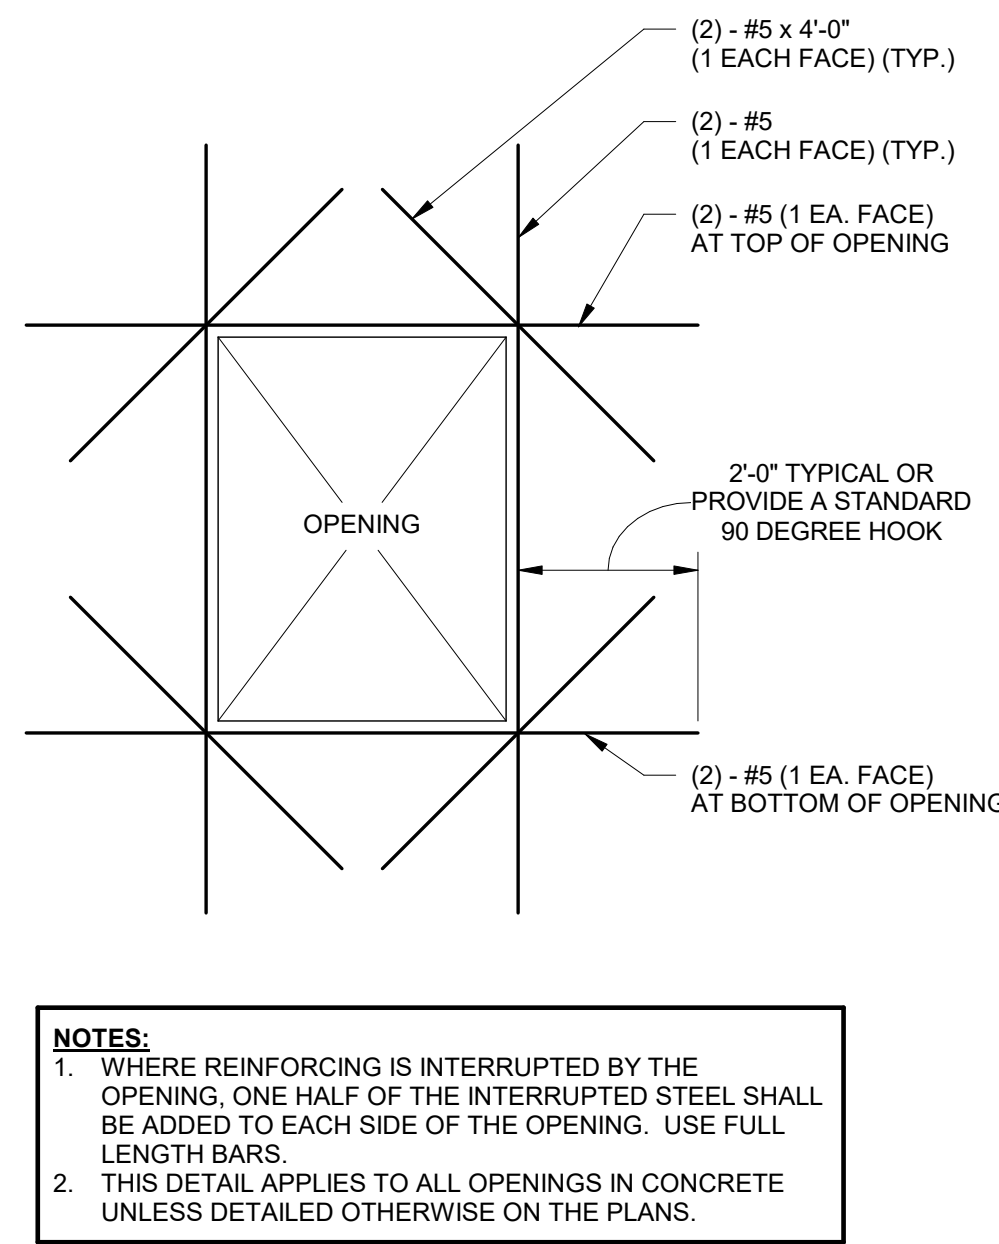 (2) - #5 x 4'-0"
(1 EACH FACE) (TYP.)
(2) - #5
(1 EACH FACE) (TYP.)
(2) - #5 (1 EA. FACE)
AT TOP OF OPENING
2'-0" TYPICAL OR
PROVIDE A STANDARD
90 DEGREE HOOK
OPENING
(2) - #5 (1 EA. FACE)
AT BOTTOM OF OPENING
NOTES:
1. WHERE REINFORCING IS INTERRUPTED BY THE
OPENING, ONE HALF OF THE INTERRUPTED STEEL SHALL
BE ADDED TO EACH SIDE OF THE OPENING. USE FULL
LENGTH BARS.
2. THIS DETAIL APPLIES TO ALL OPENINGS IN CONCRETE
UNLESS DETAILED OTHERWISE ON THE PLANS.